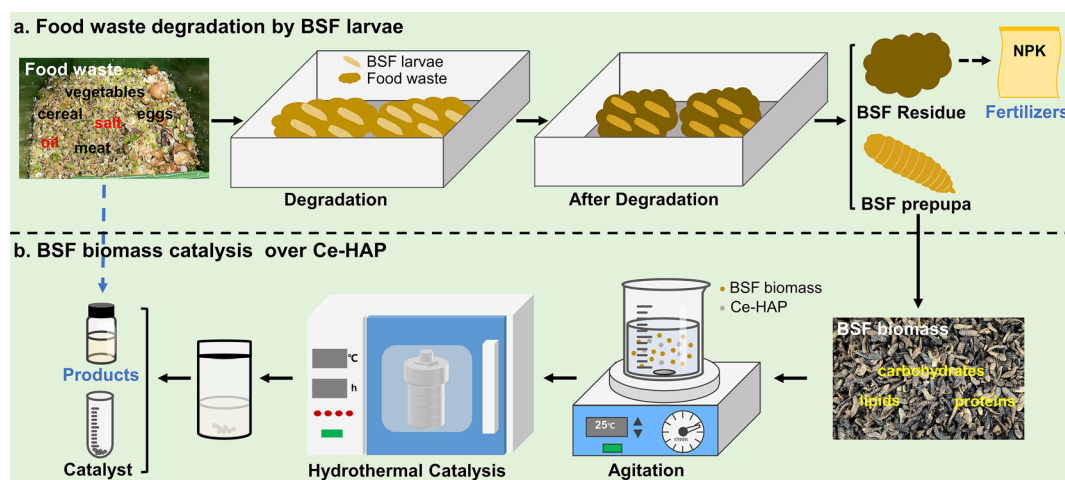 a. Food waste degradation by BSF larvae
Food waste
vegetables
cereal
salt
eggs
oil
meat
BSF larvae
Food waste
Degradation
After Degradation
BSF Residue
NPK
Fertilizers
BSF prepupa
b. BSF biomass catalysis over Ce-HAP
Products
Catalyst
℃
h
Hydrothermal Catalysis
BSF biomass
Ce-HAP
25℃
r/min
Agitation
BSF biomass
carbohydrates
lipids
proteins